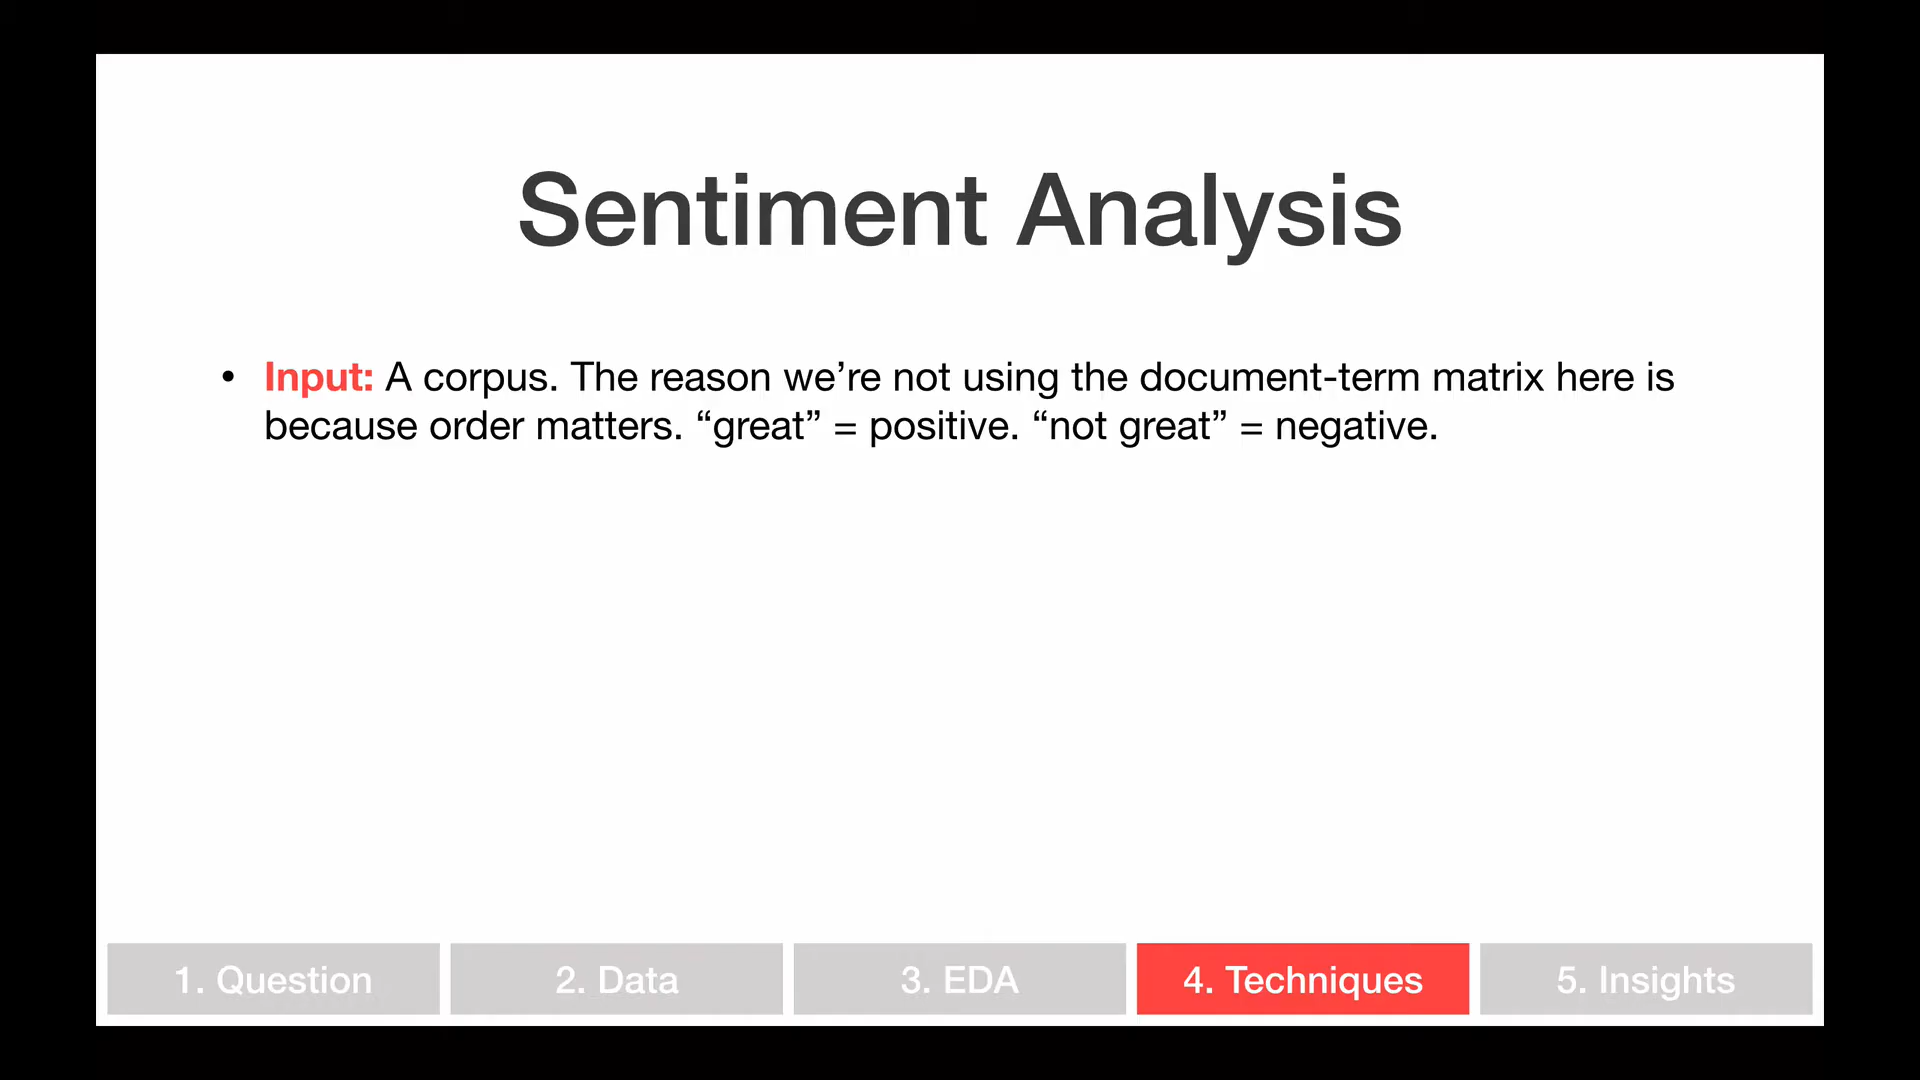 Sentiment Analysis
• Input: A corpus. The reason we’re not using the document-term matrix here is
because order matters. “great” = positive. “not great” = negative.
1. Question
2. Data
3. EDA
4. Techniques
5. Insights